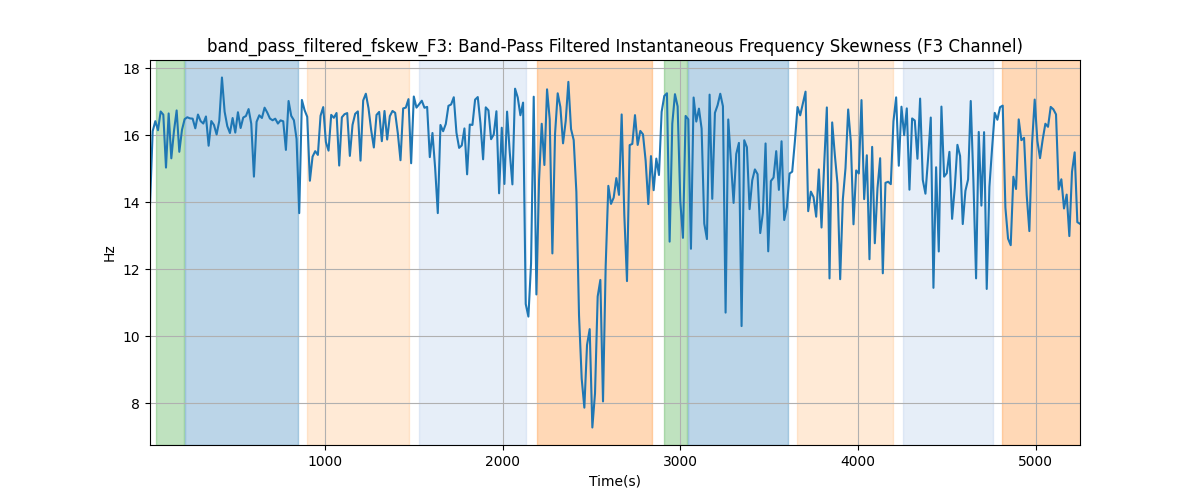 band_pass_filtered_fskew_F3: Band-Pass Filtered Instantaneous Frequency Skewness (F3 Channel)
18
16
14
12
10
8
Hz
1000 2000 3000 4000 5000
Time(s)